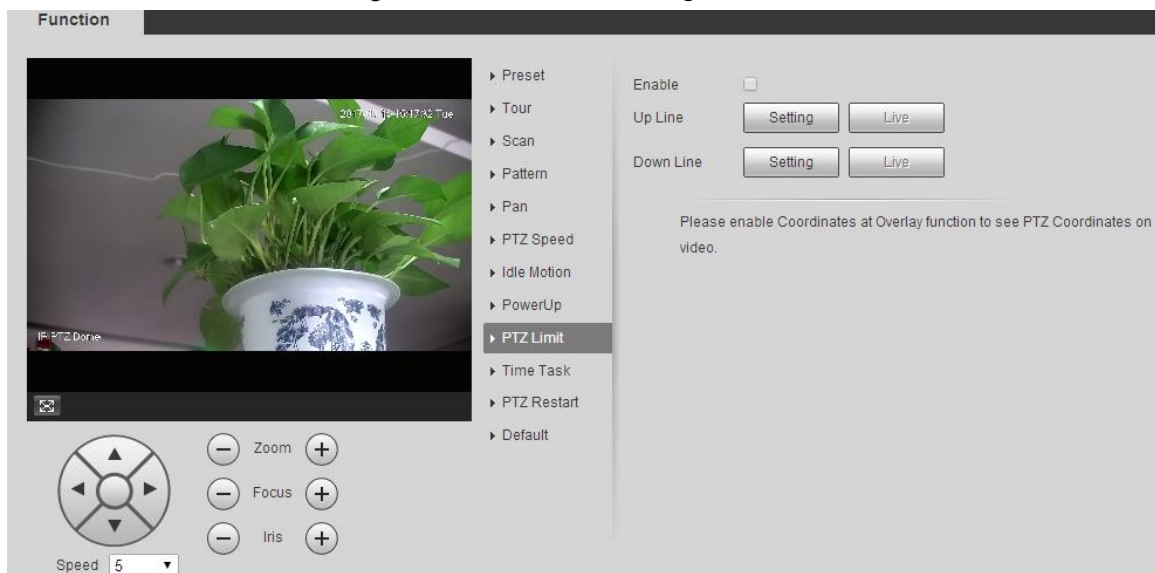 Function
Tue
Preset
Tour
Scan
Pattern
Pan
PTZ Speed
Idle Motion
PowerUp
PTZ Limit
Time Task
PTZ Restart
Default
Enable
Up Line Setting Live
Down Line Setting Live
Please enable Coordinates at Overlay function to see PTZ Coordinates on
video.
PTZ Dome
Zoom
Focus
Iris
Speed 5